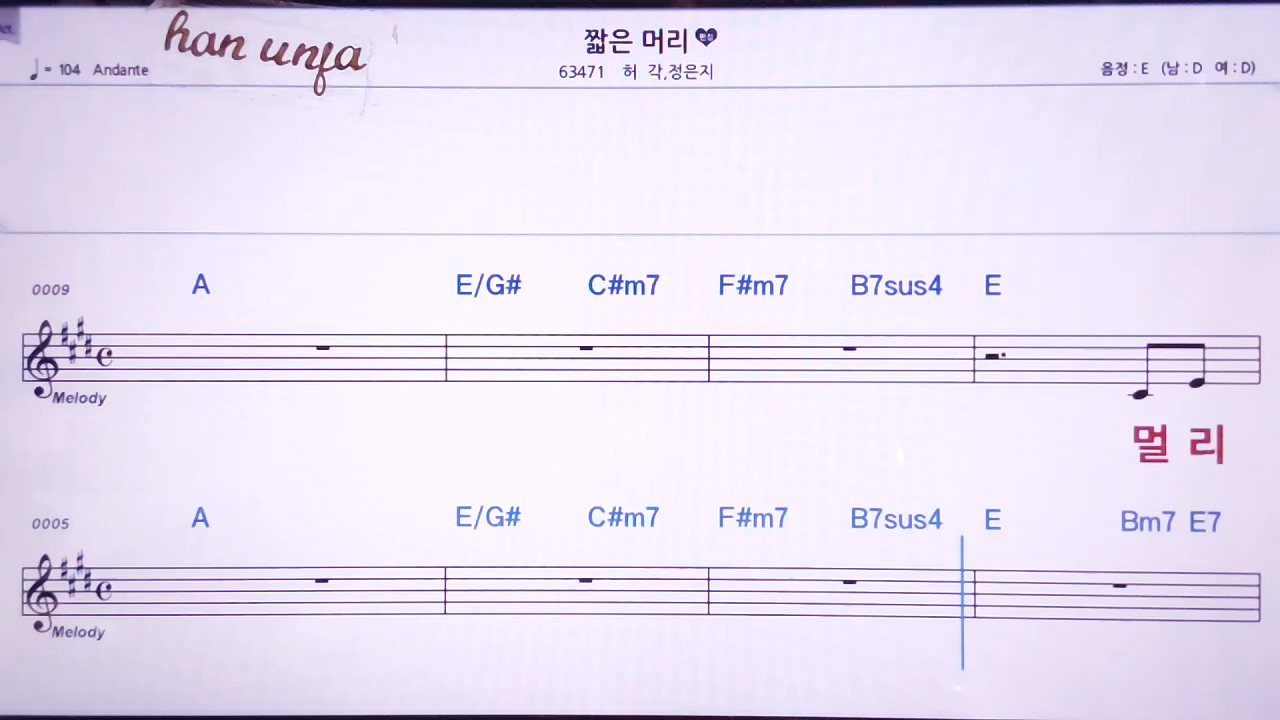 han unfa
짧은 머리
♩= 104 Andante
63471 허 각,정은지
음정 : E (남 : D 여 : D)
0009 A E/G# C#m7 F#m7 B7sus4 E
Melody
멀 리
0005 A E/G# C#m7 F#m7 B7sus4 E Bm7 E7
Melody